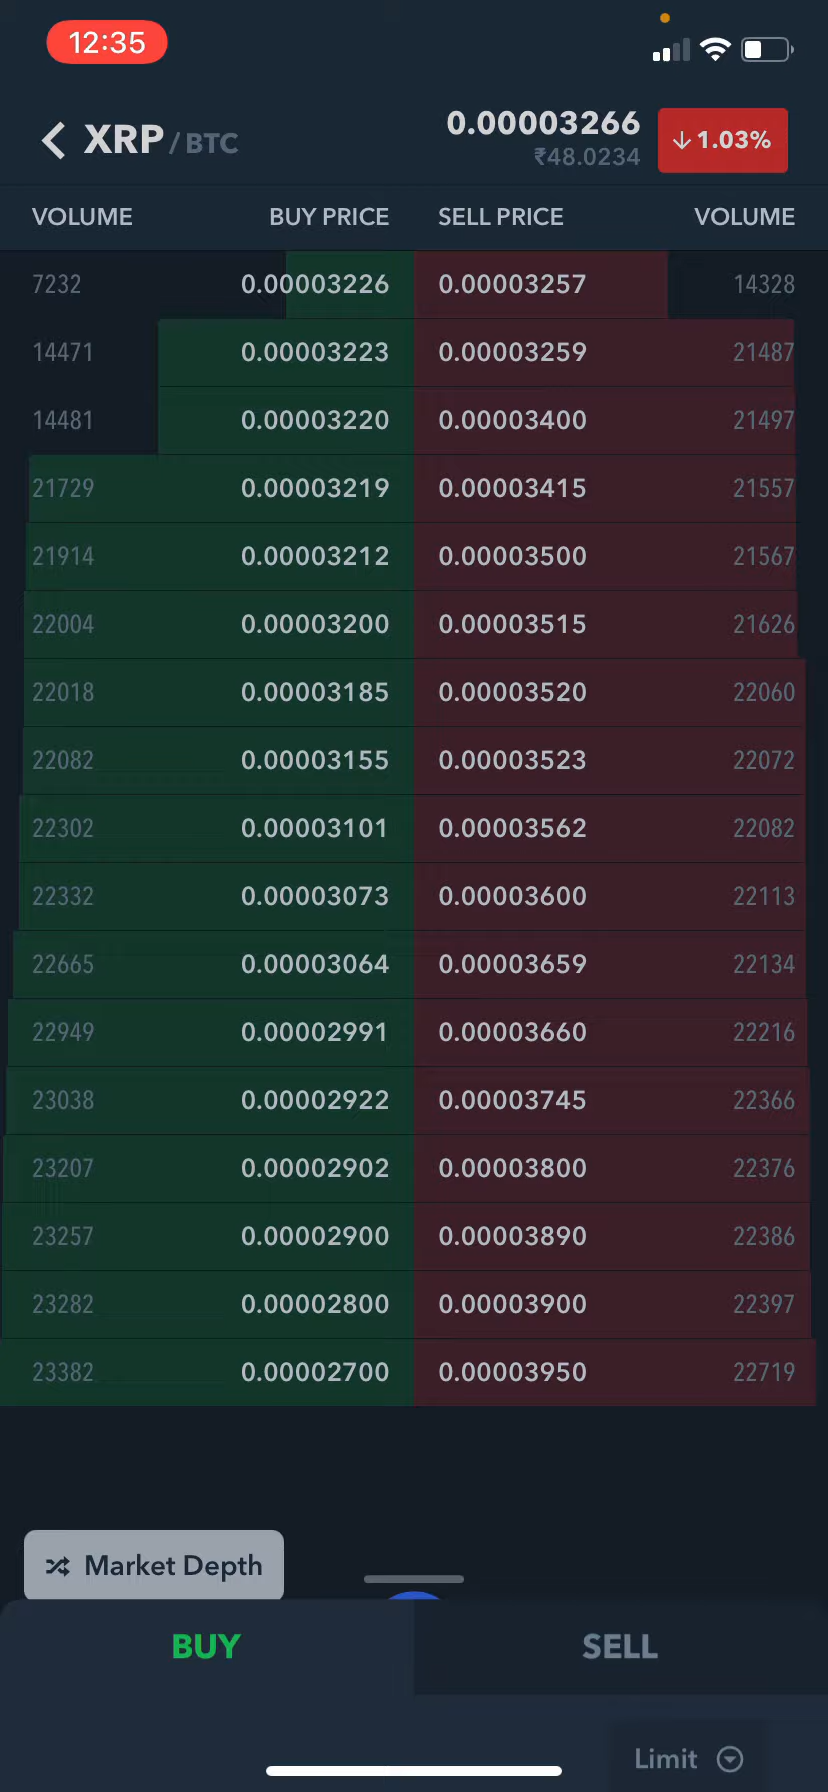 12:35
XRP / BTC 0.00003266 ↓1.03%
₹48.0234
VOLUME BUY PRICE SELL PRICE VOLUME
7232 0.00003226 0.00003257 14328
14471 0.00003223 0.00003259 21487
14481 0.00003220 0.00003400 21497
21729 0.00003219 0.00003415 21557
21914 0.00003212 0.00003500 21567
22004 0.00003200 0.00003515 21626
22018 0.00003185 0.00003520 22060
22082 0.00003155 0.00003523 22072
22302 0.00003101 0.00003562 22082
22332 0.00003073 0.00003600 22113
22665 0.00003064 0.00003659 22134
22949 0.00002991 0.00003660 22216
23038 0.00002922 0.00003745 22366
23207 0.00002902 0.00003800 22376
23257 0.00002900 0.00003890 22386
23282 0.00002800 0.00003900 22397
23382 0.00002700 0.00003950 22719
Market Depth
BUY SELL
Limit